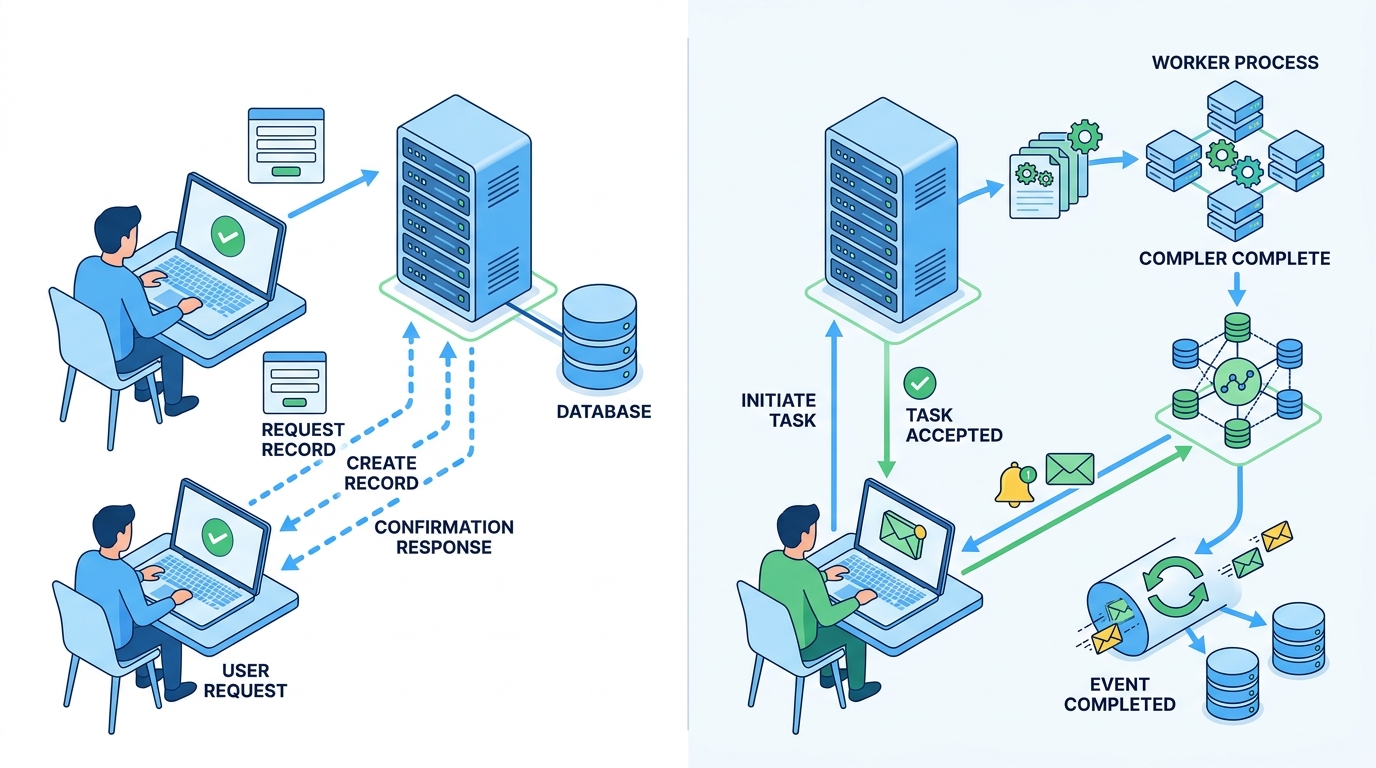 REQUEST
RECORD
CREATE
RECORD
CONFIRMATION
RESPONSE
DATABASE
USER
REQUEST
WORKER PROCESS
COMPLER COMPLETE
INITIATE
TASK
TASK
ACCEPTED
1
EVENT
COMPLETED